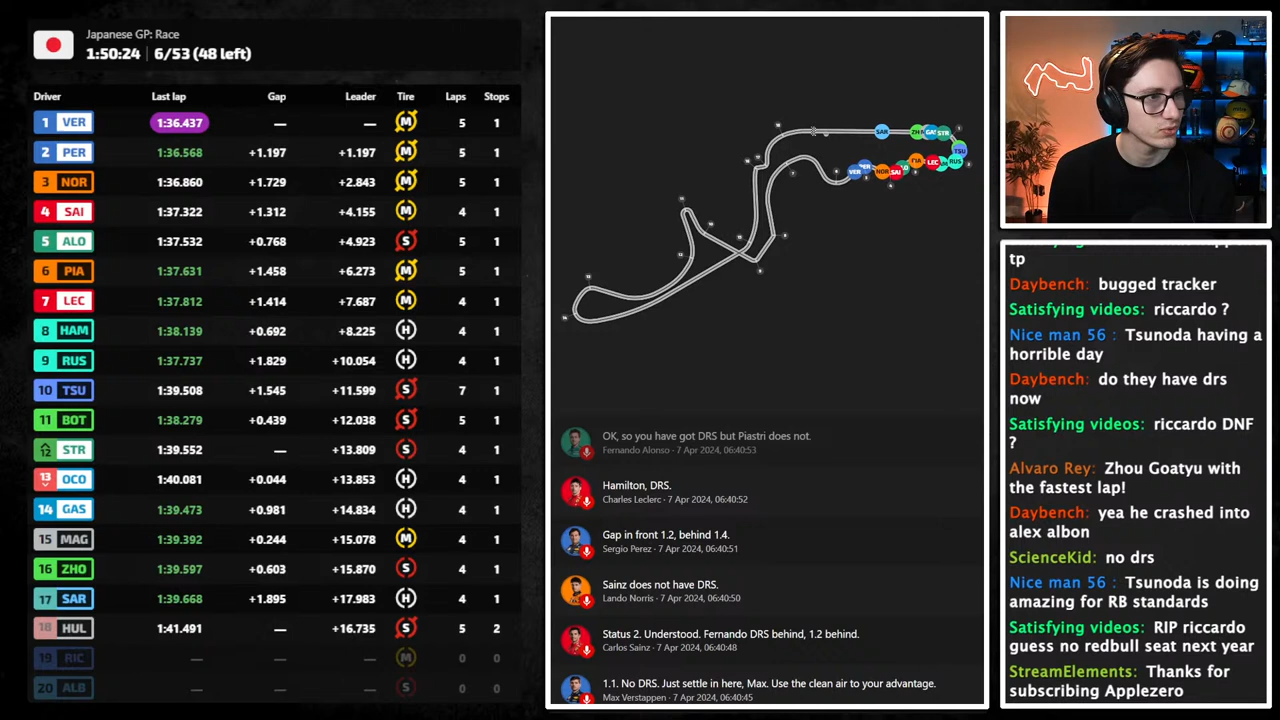 Japanese GP: Race
1:50:24 | 6/53 (48 left)
Driver Last lap Gap Leader Tire Laps Stops
1 VER 1:36.437 — — M 5 1
2 PER 1:36.568 +1.197 +1.197 M 5 1
3 NOR 1:36.860 +1.729 +2.843 M 5 1
4 SAI 1:37.322 +1.312 +4.155 M 4 1
5 ALO 1:37.532 +0.768 +4.923 S 5 1
6 PIA 1:37.631 +1.458 +6.273 M 5 1
7 LEC 1:37.812 +1.414 +7.687 M 4 1
8 HAM 1:38.139 +0.692 +8.225 H 4 1
9 RUS 1:37.737 +1.829 +10.054 H 4 1
10 TSU 1:39.508 +1.545 +11.599 S 7 1
11 BOT 1:38.279 +0.439 +12.038 S 5 1
12 STR 1:39.552 — +13.809 S 4 1
13 OCO 1:40.081 +0.044 +13.853 H 4 1
14 GAS 1:39.473 +0.981 +14.834 H 4 1
15 MAG 1:39.392 +0.244 +15.078 M 4 1
16 ZHO 1:39.597 +0.603 +15.870 S 4 1
17 SAR 1:39.668 +1.895 +17.983 H 4 1
18 HUL 1:41.491 — +16.735 S 5 2
19 RIC — — — M 0 0
20 ALB — — — S 0 0
SAR GAS STR
TSU
RUS
LEC
PIA
SAI
NOR
VER
OK, so you have got DRS but Piastri does not.
Fernando Alonso · 7 Apr 2024, 06:40:53
Hamilton, DRS.
Charles Leclerc · 7 Apr 2024, 06:40:52
Gap in front 1.2, behind 1.4.
Sergio Perez · 7 Apr 2024, 06:40:51
Sainz does not have DRS.
Lando Norris · 7 Apr 2024, 06:40:50
Status 2. Understood. Fernando DRS behind, 1.2 behind.
Carlos Sainz · 7 Apr 2024, 06:40:48
1.1. No DRS. Just settle in here, Max. Use the clean air to your advantage.
Max Verstappen · 7 Apr 2024, 06:40:45
tp
Daybench: bugged tracker
Satisfying videos: riccardo ?
Nice man 56 : Tsunoda having a
horrible day
Daybench: do they have drs
now
Satisfying videos: riccardo DNF
?
Alvaro Rey: Zhou Goatyu with
the fastest lap!
Daybench: yea he crashed into
alex albon
ScienceKid: no drs
Nice man 56 : Tsunoda is doing
amazing for RB standards
Satisfying videos: RIP riccardo
guess no redbull seat next year
StreamElements: Thanks for
subscribing Applezero